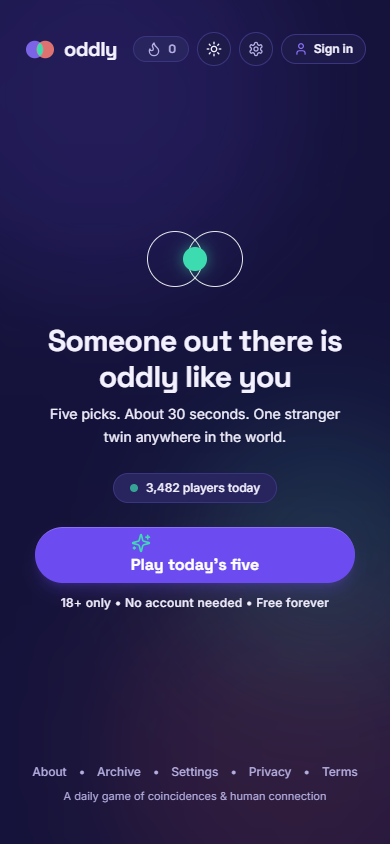 oddly 0 Sign in
Someone out there is
oddly like you
Five picks. About 30 seconds. One stranger
twin anywhere in the world.
3,482 players today
Play today's five
18+ only • No account needed • Free forever
About • Archive • Settings • Privacy • Terms
A daily game of coincidences & human connection